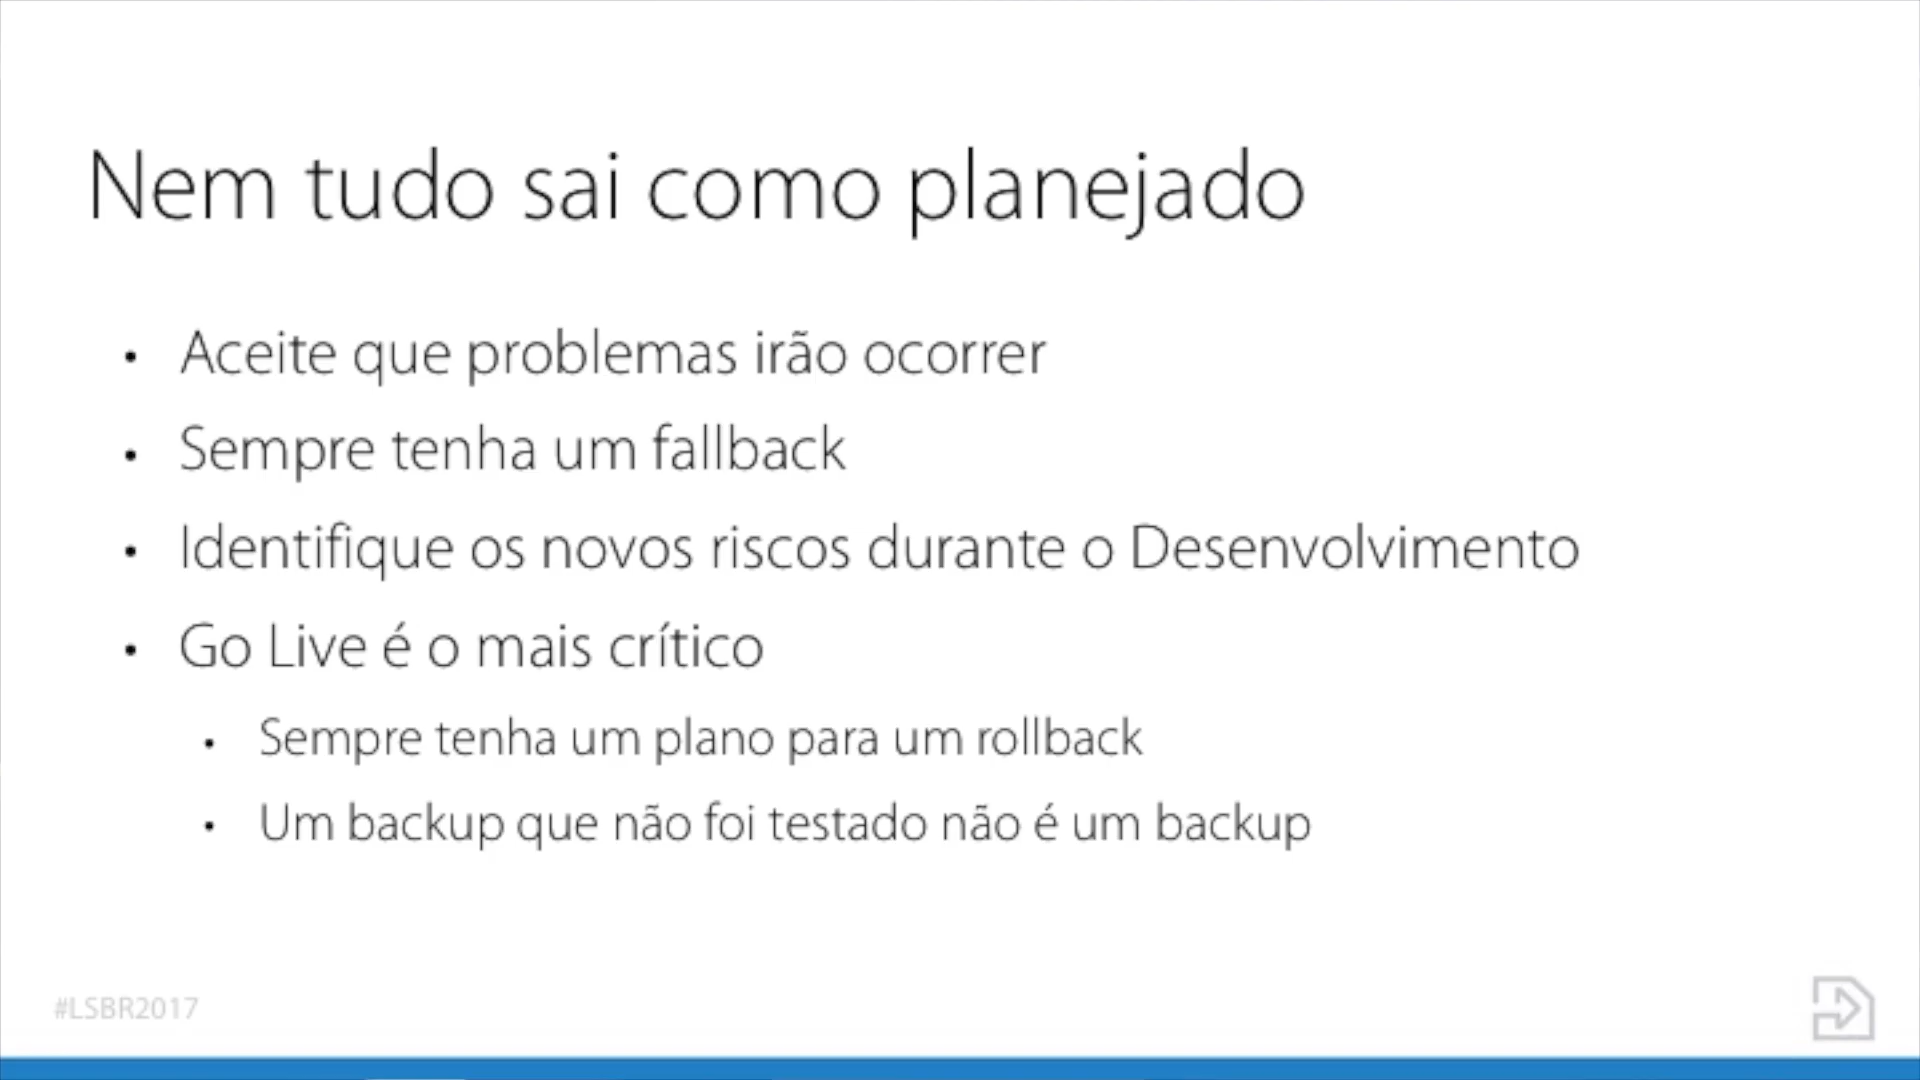 Nem tudo sai como planejado
• Aceite que problemas irão ocorrer
• Sempre tenha um fallback
• Identifique os novos riscos durante o Desenvolvimento
• Go Live é o mais crítico
• Sempre tenha um plano para um rollback
• Um backup que não foi testado não é um backup
#LSBR2017